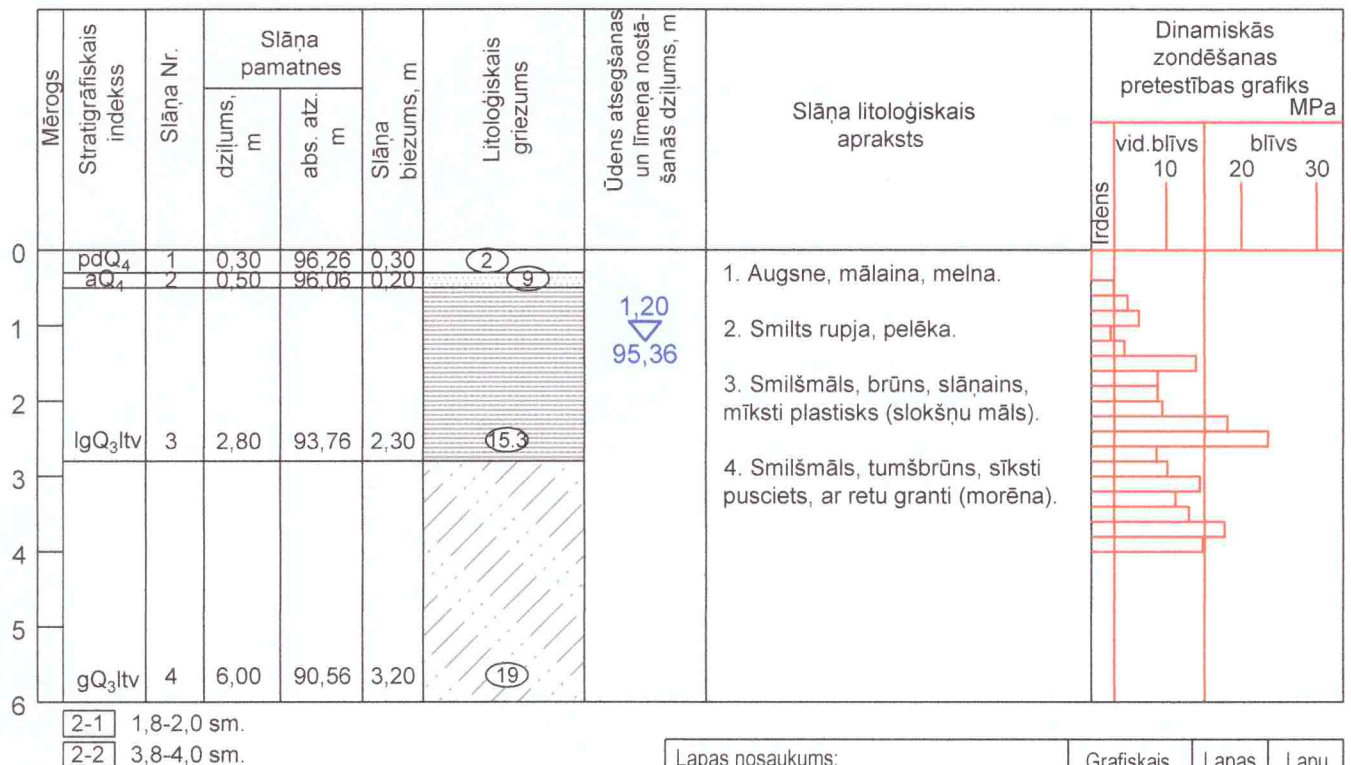 Mērogs
Stratigrāfiskais
indekss
Slāņa Nr.
Slāņa
pamatnes
dziļums,
m
abs. atz.
m
Slāņa
biezums, m
Litoloģiskais
griezums
Ūdens atsegšanas
un līmeņa nostā-
šanās dziļums, m
Slāņa litoloģiskais
apraksts
Dinamiskās
zondēšanas
pretestības grafiks
MPa
Irdens
vid.blīvs
blīvs
10 20 30
0
pdQ₄ 1 0,30 96,26 0,30 2
aQ₄ 2 0,50 96,06 0,20 9
1
2
lgQ₃ltv 3 2,80 93,76 2,30 15.3
3
4
5
gQ₃ltv 4 6,00 90,56 3,20 19
6
1,20
95,36
1. Augsne, mālaina, melna.
2. Smilts rupja, pelēka.
3. Smilšmāls, brūns, slāņains,
mīksti plastisks (slokšņu māls).
4. Smilšmāls, tumšbrūns, sīksti
pusciets, ar retu granti (morēna).
2-1 1,8-2,0 sm.
2-2 3,8-4,0 sm.
Lapas nosaukums:
Grafiskais
Lapas
Lapu